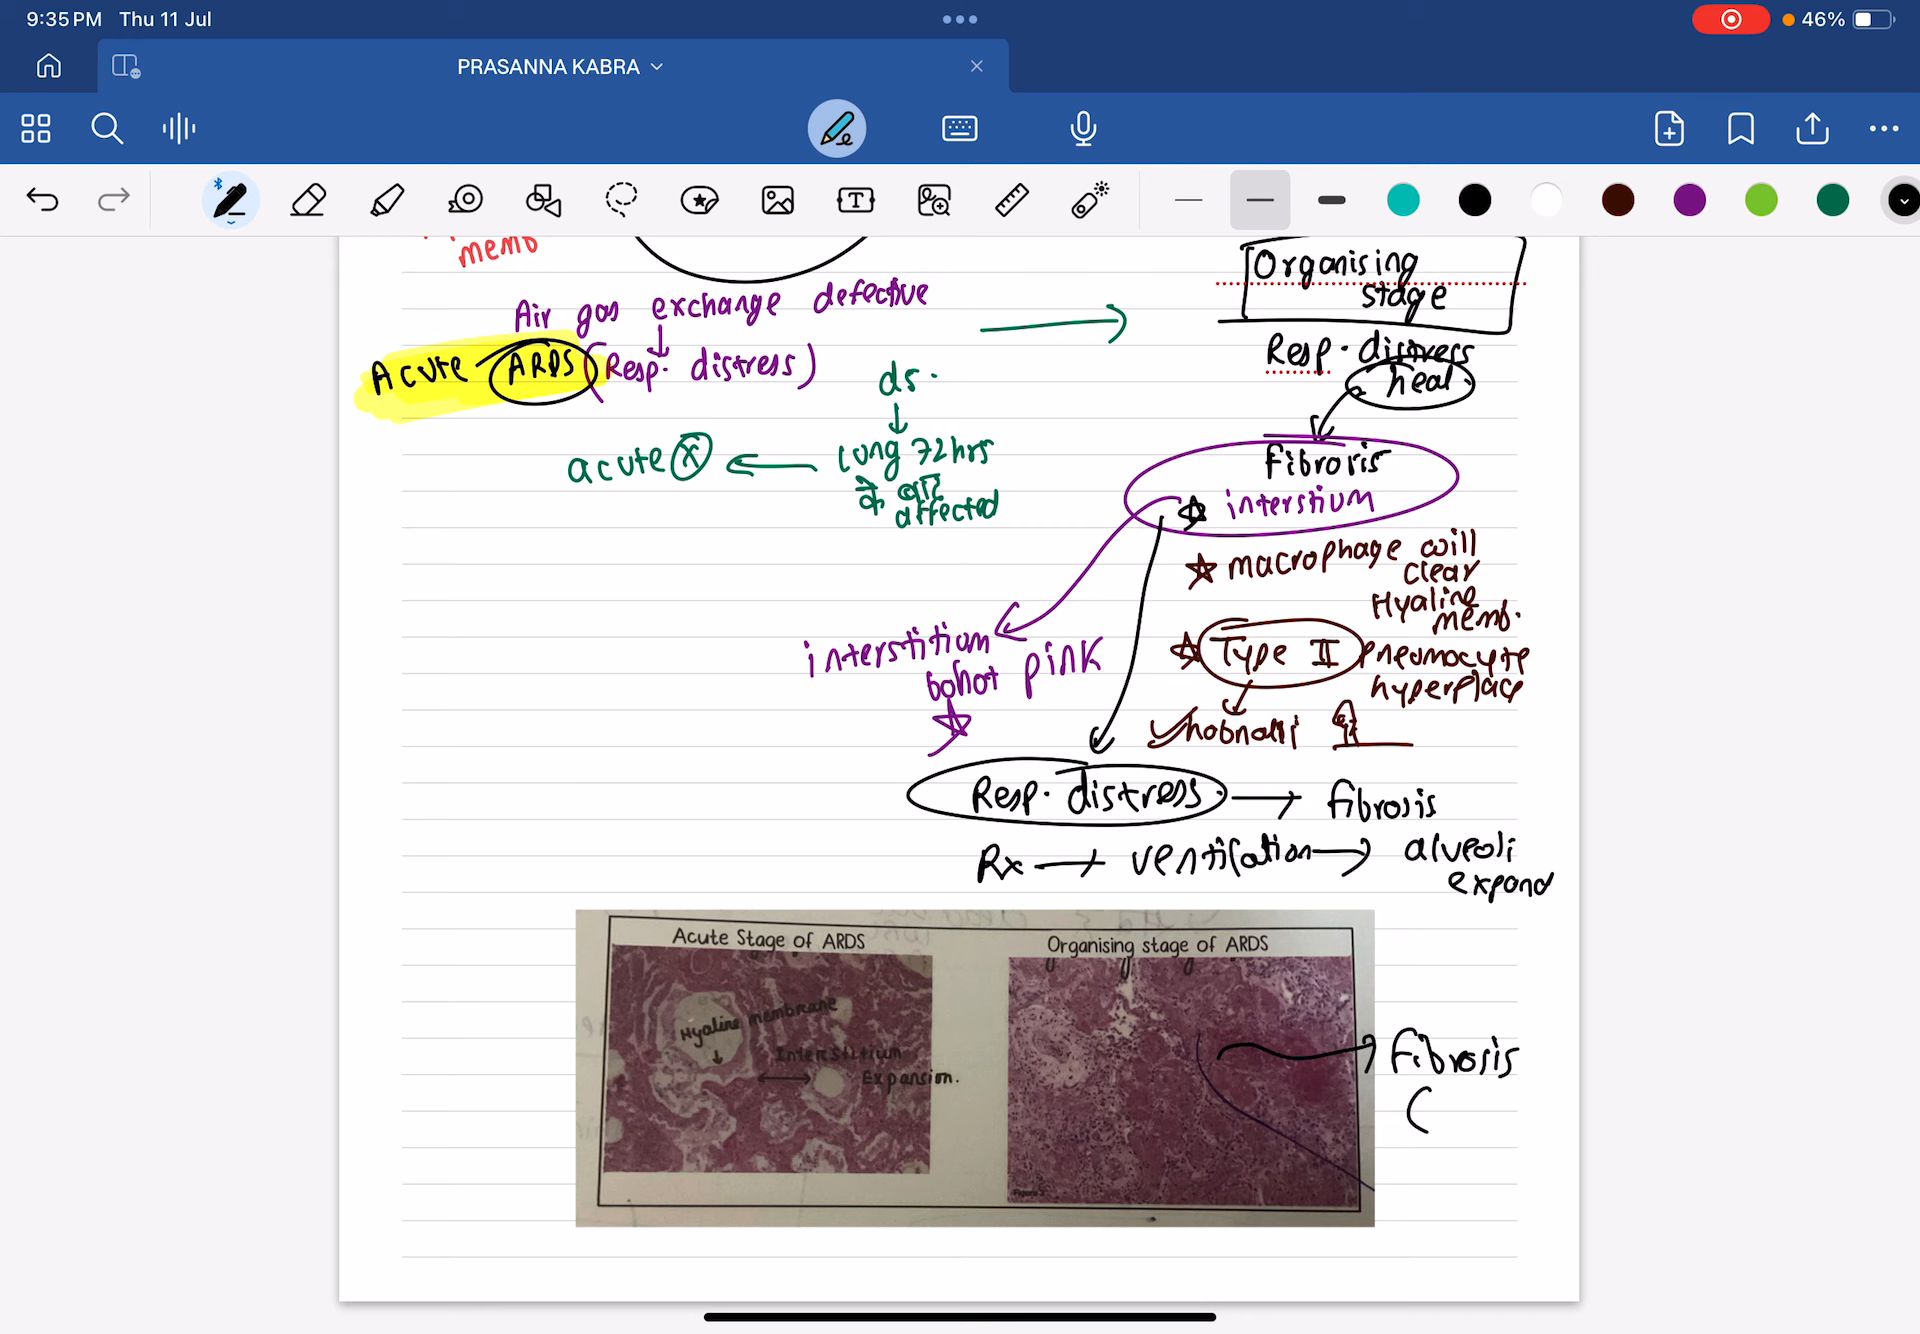 9:35 PM Thu 11 Jul
46%
PRASANNA KABRA
memb
Air gas exchange defective
Acute ARDS (Resp. distress)
ds.
Lung 72hrs
affected
acute X
Organising
stage
Resp. distress
heal
fibrosis
interstium
macrophage will
clear
Hyaline
memb.
Type II pneumocyte
hyperplace
interstitium
bohot pink
Resp. distress → fibrosis
Rx → ventilation → alveoli
expand
Acute Stage of ARDS
Hyaline membrane
Interstitium
Expansion.
Organising stage of ARDS
Fibrosis
(